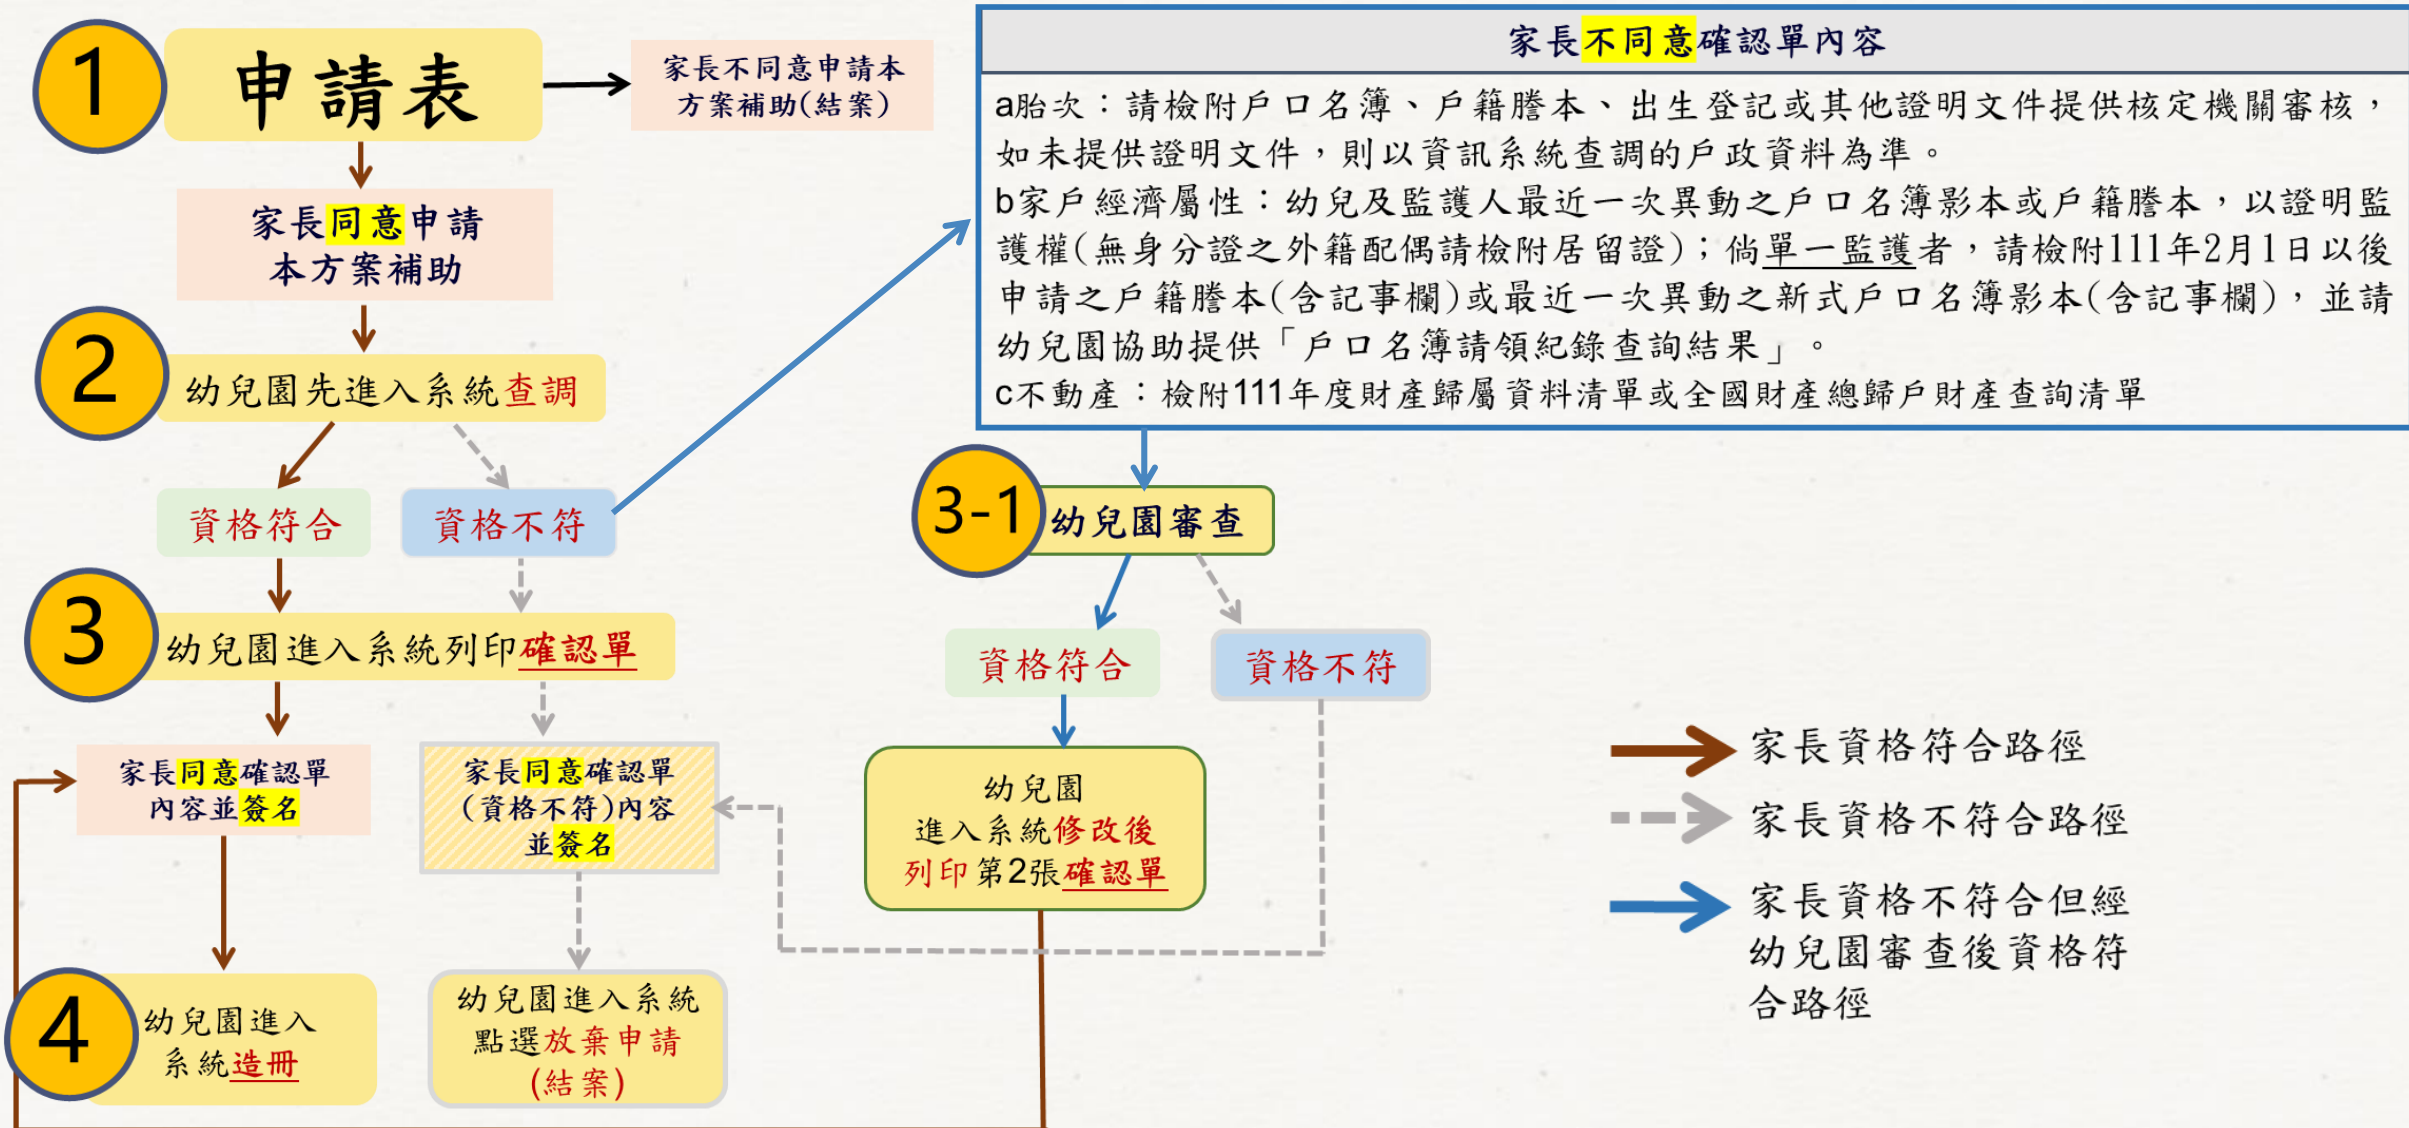 1
申請表
家長不同意申請本
方案補助(結案)
家長同意申請
本方案補助
2
幼兒園先進入系統查調
資格符合
資格不符
3
幼兒園進入系統列印確認單
家長同意確認單
內容並簽名
家長同意確認單
(資格不符)內容
並簽名
4
幼兒園進入
系統造冊
幼兒園進入系統
點選放棄申請
(結案)
家長不同意確認單內容
a胎次：請檢附戶口名簿、戶籍謄本、出生登記或其他證明文件提供核定機關審核，
如未提供證明文件，則以資訊系統查調的戶政資料為準。
b家戶經濟屬性：幼兒及監護人最近一次異動之戶口名簿影本或戶籍謄本，以證明監
護權(無身分證之外籍配偶請檢附居留證)；倘單一監護者，請檢附111年2月1日以後
申請之戶籍謄本(含記事欄)或最近一次異動之新式戶口名簿影本(含記事欄)，並請
幼兒園協助提供「戶口名簿請領紀錄查詢結果」。
c不動產：檢附111年度財產歸屬資料清單或全國財產總歸戶財產查詢清單
3-1
幼兒園審查
資格符合
資格不符
幼兒園
進入系統修改後
列印第2張確認單
家長資格符合路徑
家長資格不符合路徑
家長資格不符合但經
幼兒園審查後資格符
合路徑